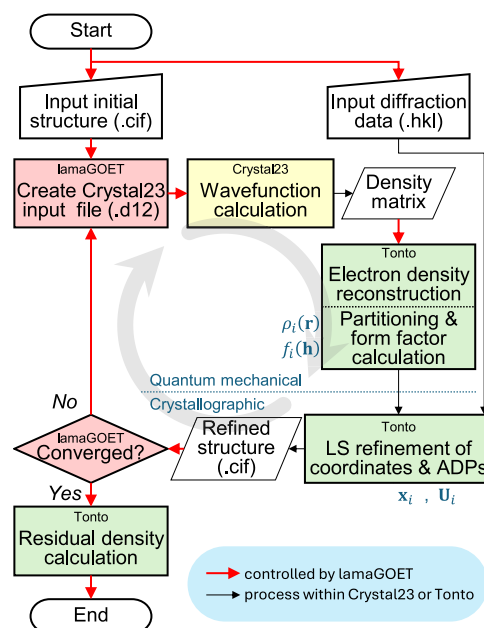 Start
Input initial
structure (.cif)
Input diffraction
data (.hkl)
lamaGOET
Create Crystal23
input file (.d12)
Crystal23
Wavefunction
calculation
Density
matrix
Tonto
Electron density
reconstruction
Partitioning &
form factor
calculation
ρᵢ(r)
fᵢ(h)
Quantum mechanical
Crystallographic
Tonto
LS refinement of
coordinates & ADPs
xᵢ , Uᵢ
Refined
structure
(.cif)
lamaGOET
Converged?
No
Yes
Tonto
Residual density
calculation
End
controlled by lamaGOET
process within Crystal23 or Tonto